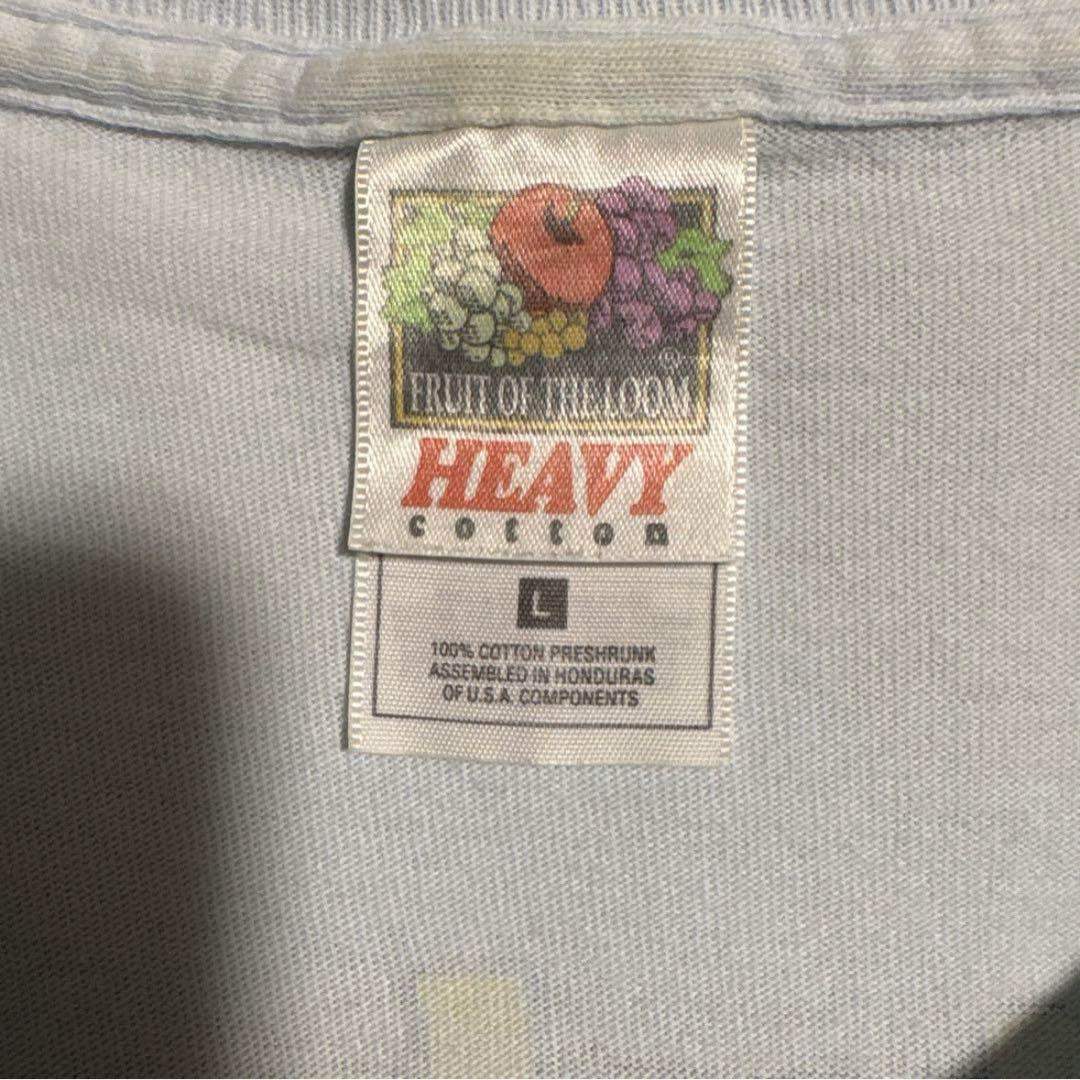 ®
FRUIT OF THE LOOM
HEAVY
cotton
L
100% COTTON PRESHRUNK
ASSEMBLED IN HONDURAS
OF U.S.A. COMPONENTS